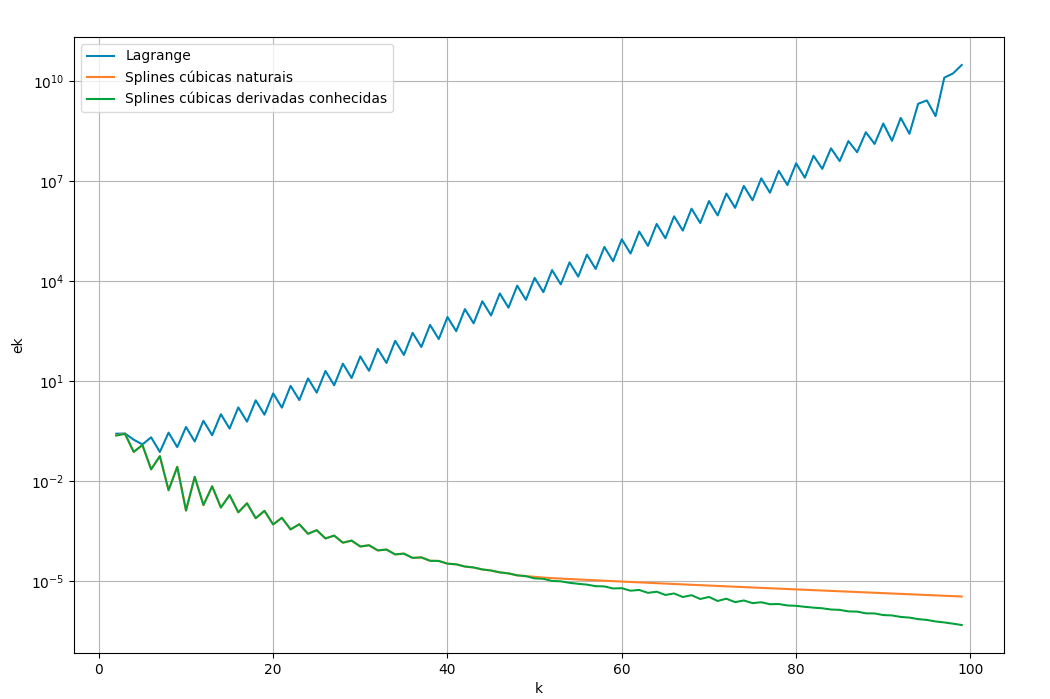 Lagrange
Splines cúbicas naturais
Splines cúbicas derivadas conhecidas
10^10
10^7
10^4
10^1
10^-2
10^-5
ek
0 20 40 60 80 100
k